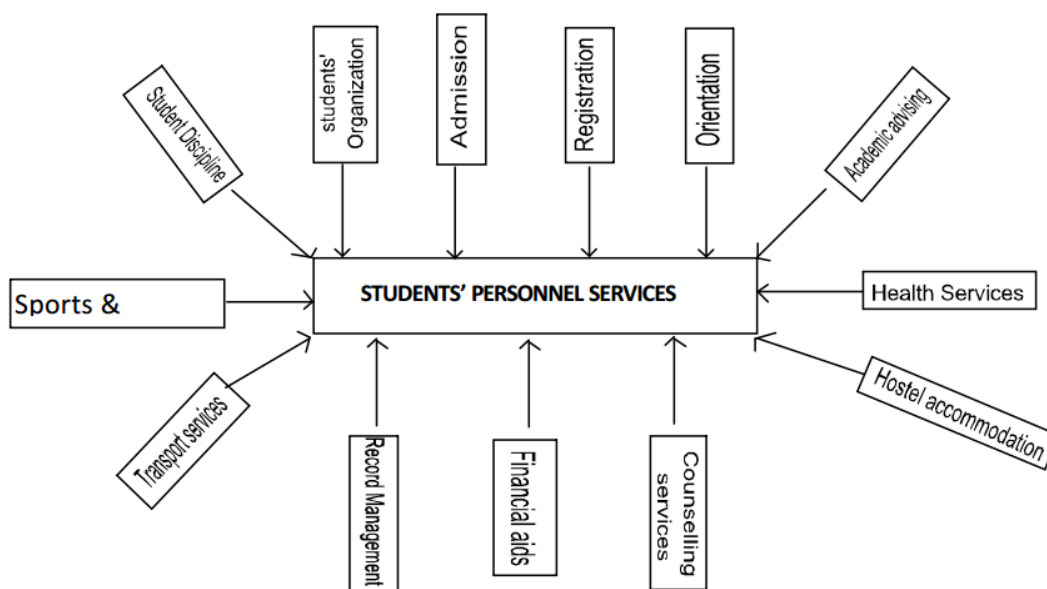 students'
Organization
Admission
Registration
Orientation
Student Discipline
Academic advising
Sports &
STUDENTS’ PERSONNEL SERVICES
Health Services
Transport services
Hostel accommodation
Record Management
Financial aids
Counselling
services